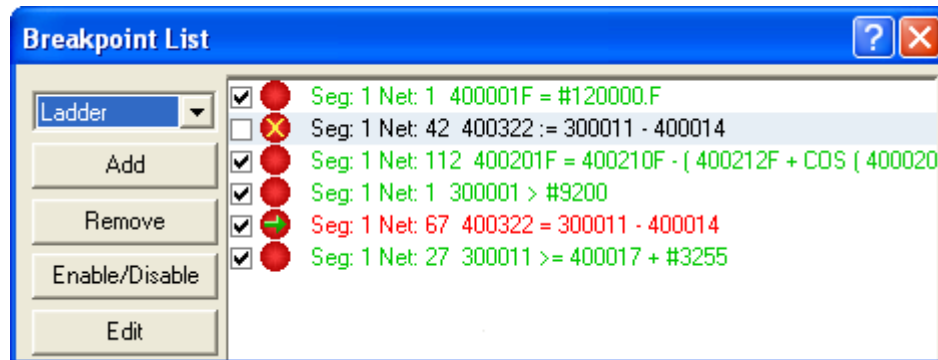 Breakpoint List
Ladder
Add
Remove
Enable/Disable
Edit
Seg: 1 Net: 1 400001F = #120000.F
Seg: 1 Net: 42 400322 := 300011 - 400014
Seg: 1 Net: 112 400201F = 400210F - ( 400212F + COS ( 400020
Seg: 1 Net: 1 300001 > #9200
Seg: 1 Net: 67 400322 = 300011 - 400014
Seg: 1 Net: 27 300011 >= 400017 + #3255